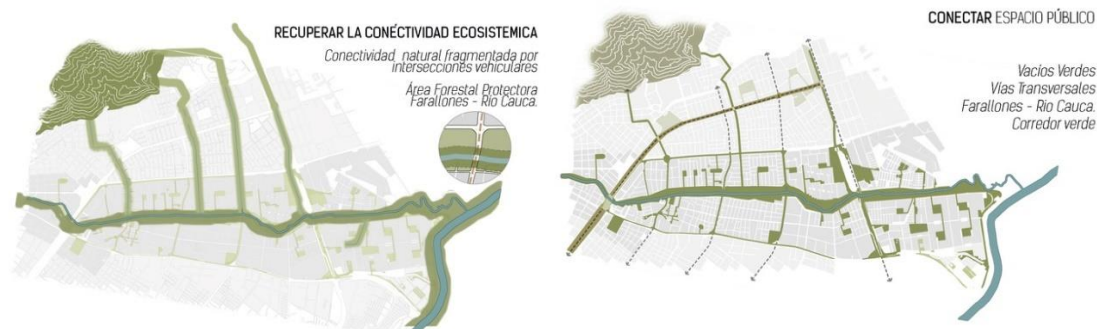 RECUPERAR LA CONÉCTIVIDAD ECOSISTEMICA
Conectividad natural fragmentada por
intersecciones vehiculares
Área Forestal Protectora
Farallones - Rio Cauca.
CONECTAR ESPACIO PÚBLICO
Vacios Verdes
Vías Transversales
Farallones - Rio Cauca.
Corredor verde